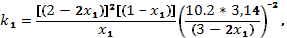 k₁ = [(2 − 2x₁)]²[(1 − x₁)] / x₁ (10.2 ∗ 3,14 / (3 − 2x₁))⁻²,